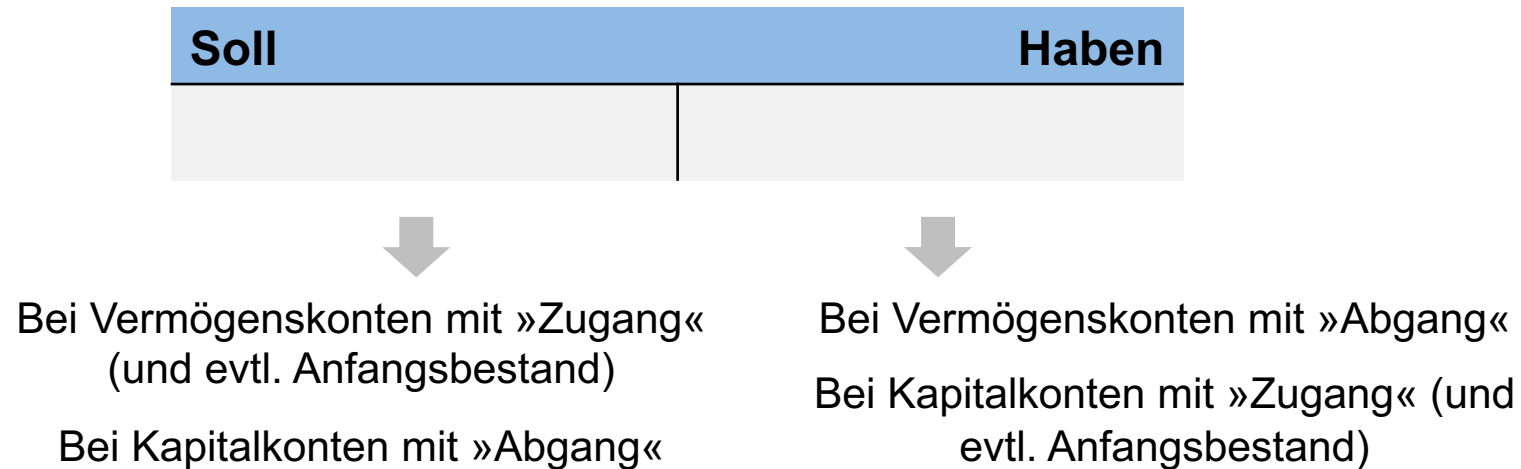 Soll
Haben
Bei Vermögenskonten mit »Zugang«
(und evtl. Anfangsbestand)
Bei Kapitalkonten mit »Abgang«
Bei Vermögenskonten mit »Abgang«
Bei Kapitalkonten mit »Zugang« (und
evtl. Anfangsbestand)